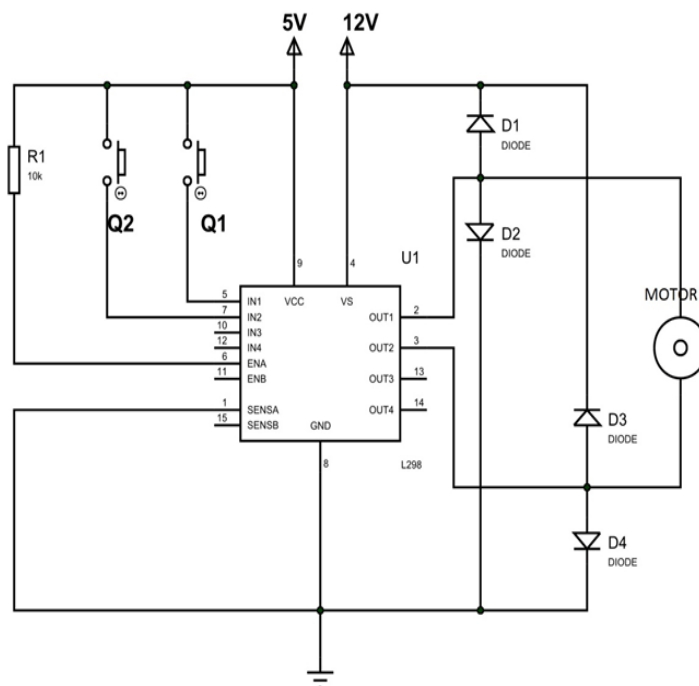 5V 12V
R1
10k
Q2
Q1
D1
DIODE
D2
DIODE
U1
9
4
5 IN1
7 IN2
10 IN3
12 IN4
6 ENA
11 ENB
1 SENSA
15 SENSB
VCC VS
GND
OUT1 2
OUT2 3
OUT3 13
OUT4 14
8
L298
MOTOR
D3
DIODE
D4
DIODE